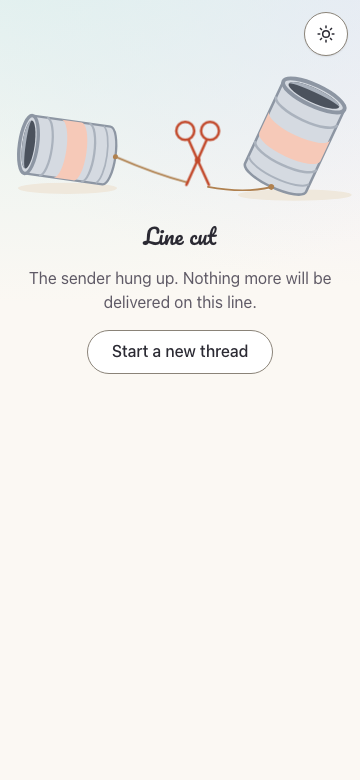 Line cut
The sender hung up. Nothing more will be
delivered on this line.
Start a new thread